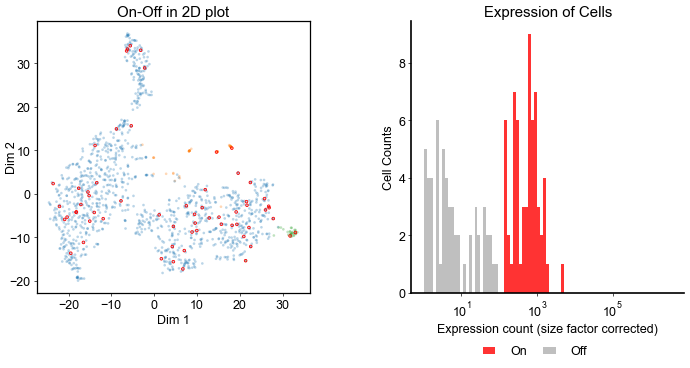 On-Off in 2D plot
Dim 2
30
20
10
0
−10
−20
−20 −10 0 10 20 30
Dim 1
Expression of Cells
Cell Counts
8
6
4
2
0
10^1 10^3 10^5
Expression count (size factor corrected)
On Off